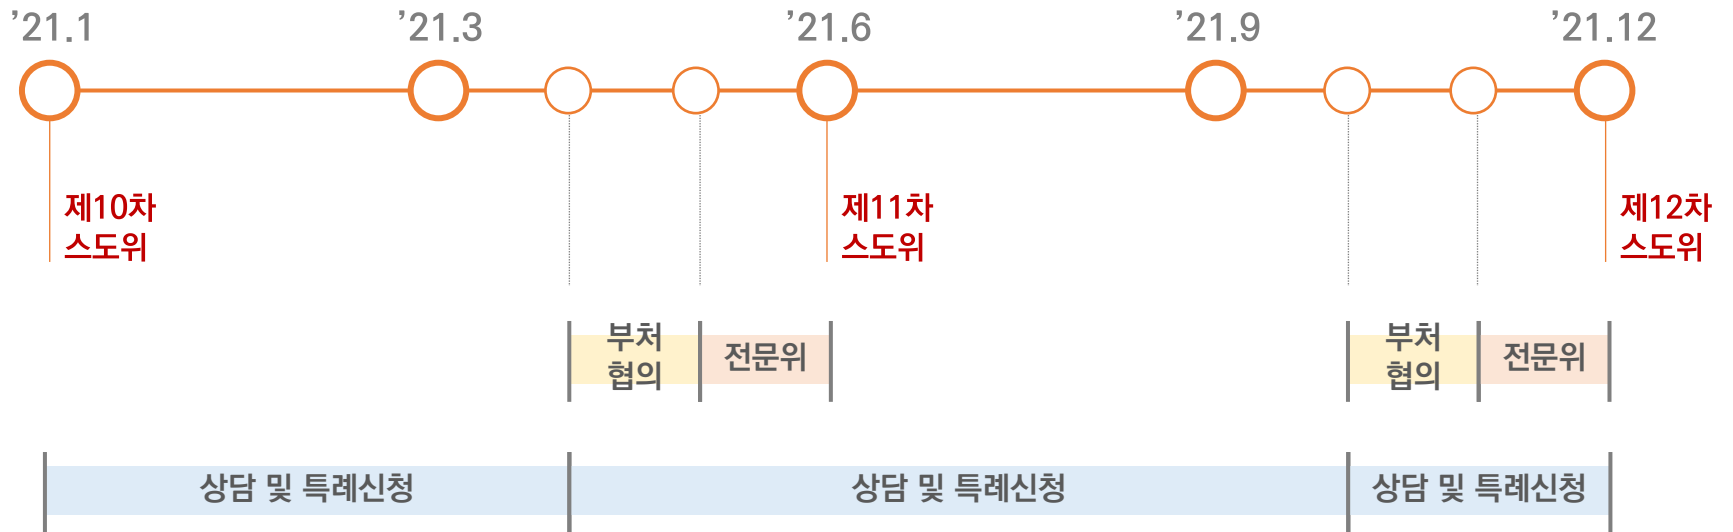 ’21.1 ’21.3 ’21.6 ’21.9 ’21.12
제10차
스도위
제11차
스도위
제12차
스도위
부처
협의
전문위
부처
협의
전문위
상담 및 특례신청 상담 및 특례신청 상담 및 특례신청